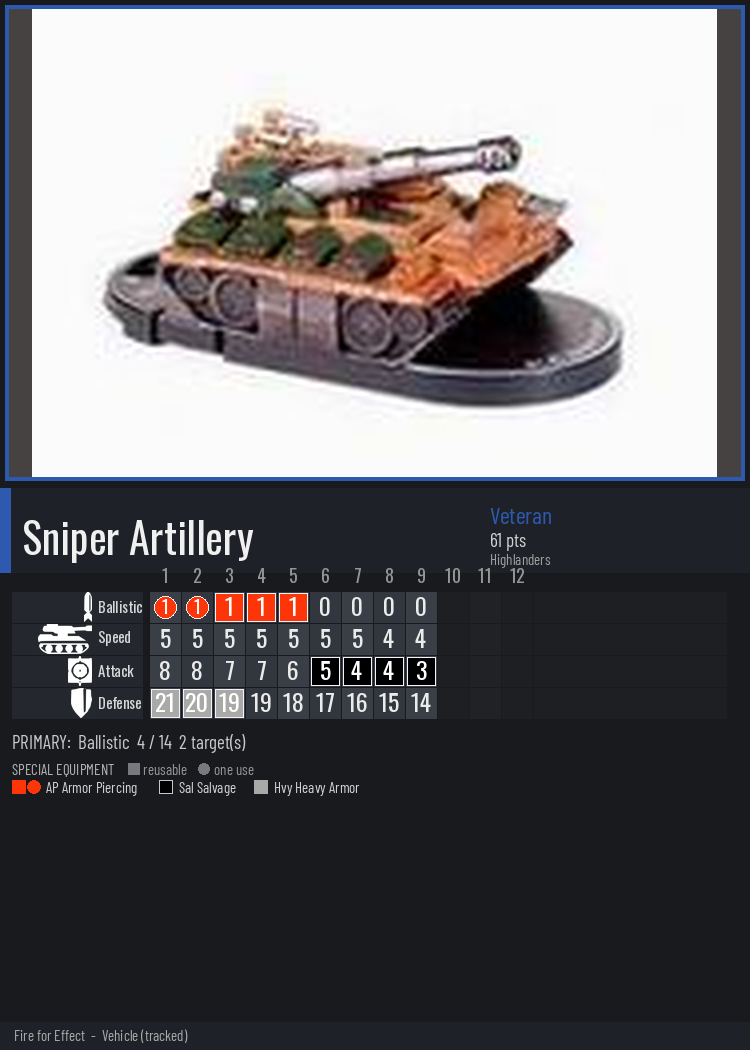 Sniper Artillery
Veteran
61 pts
Highlanders
1 2 3 4 5 6 7 8 9 10 11 12
Ballistic 1 1 1 1 1 0 0 0 0
Speed 5 5 5 5 5 5 5 4 4
Attack 8 8 7 7 6 5 4 4 3
Defense 21 20 19 19 18 17 16 15 14
PRIMARY: Ballistic 4 / 14 2 target(s)
SPECIAL EQUIPMENT reusable one use
AP Armor Piercing Sal Salvage Hvy Heavy Armor
Fire for Effect - Vehicle (tracked)